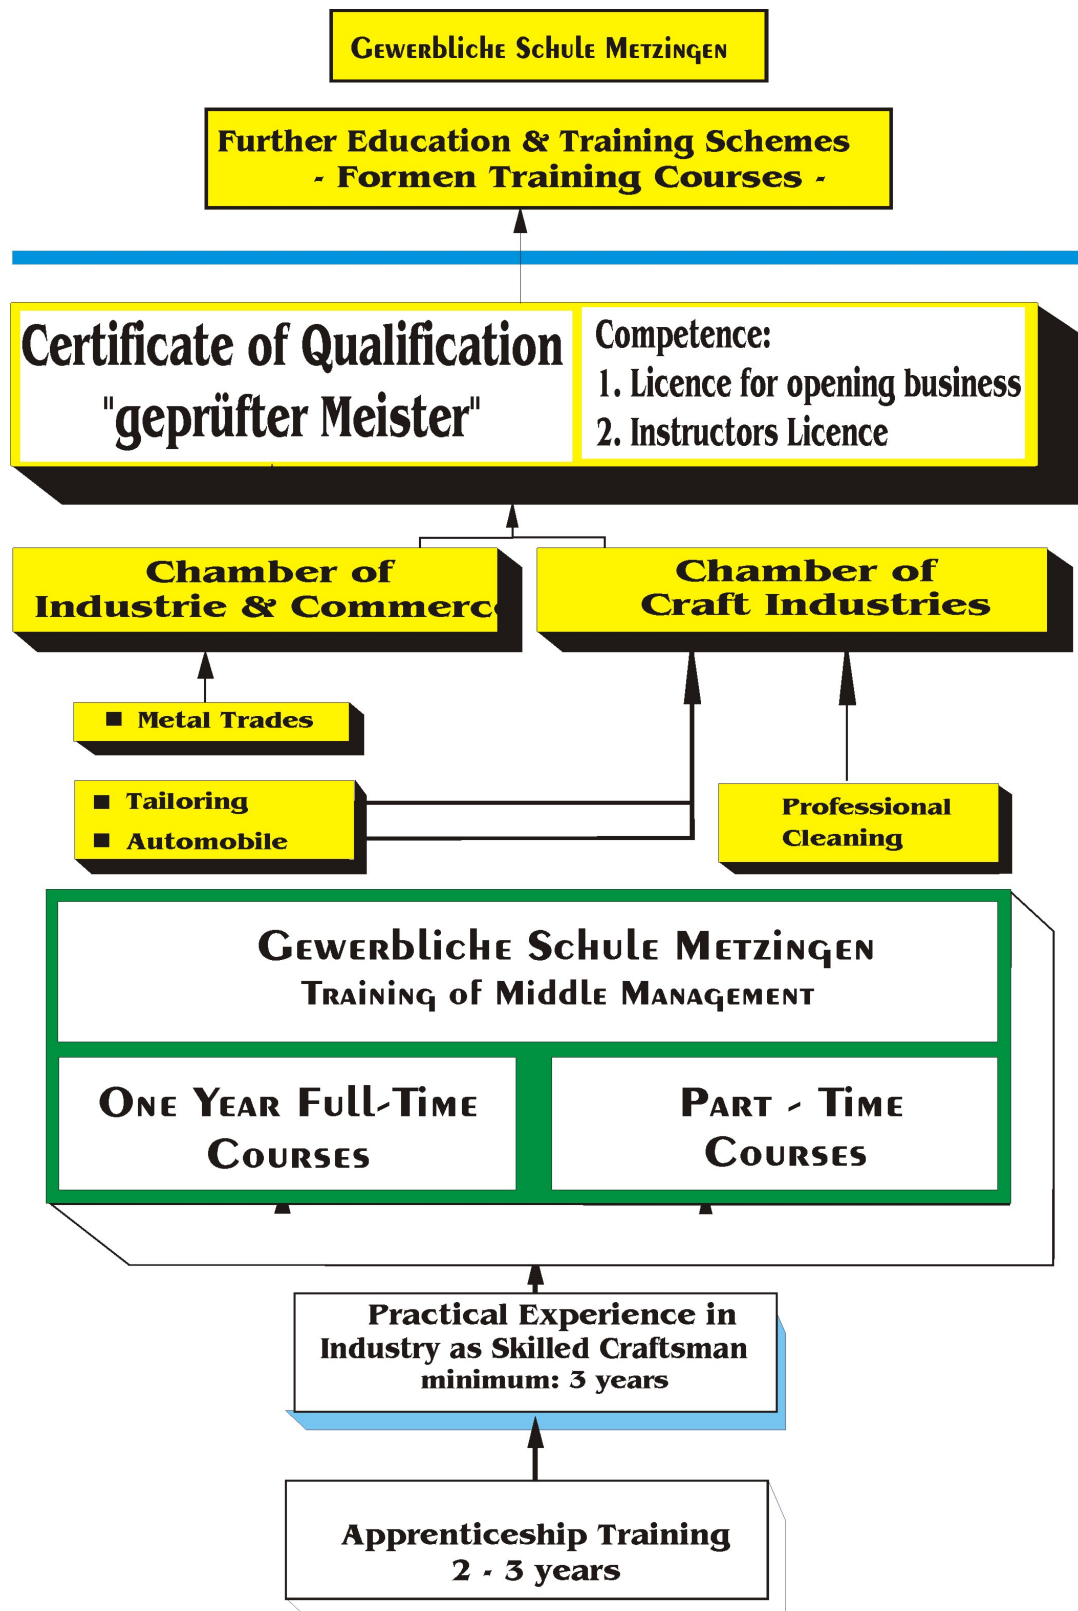 Gewerbliche Schule Metzingen
Further Education & Training Schemes
- Formen Training Courses -
Certificate of Qualification
"geprüfter Meister"
Competence:
1. Licence for opening business
2. Instructors Licence
Chamber of
Industrie & Commerce
Chamber of
Craft Industries
■ Metal Trades
■ Tailoring
■ Automobile
Professional
Cleaning
Gewerbliche Schule Metzingen
Training of Middle Management
One Year Full-Time
Courses
Part - Time
Courses
Practical Experience in
Industry as Skilled Craftsman
minimum: 3 years
Apprenticeship Training
2 - 3 years